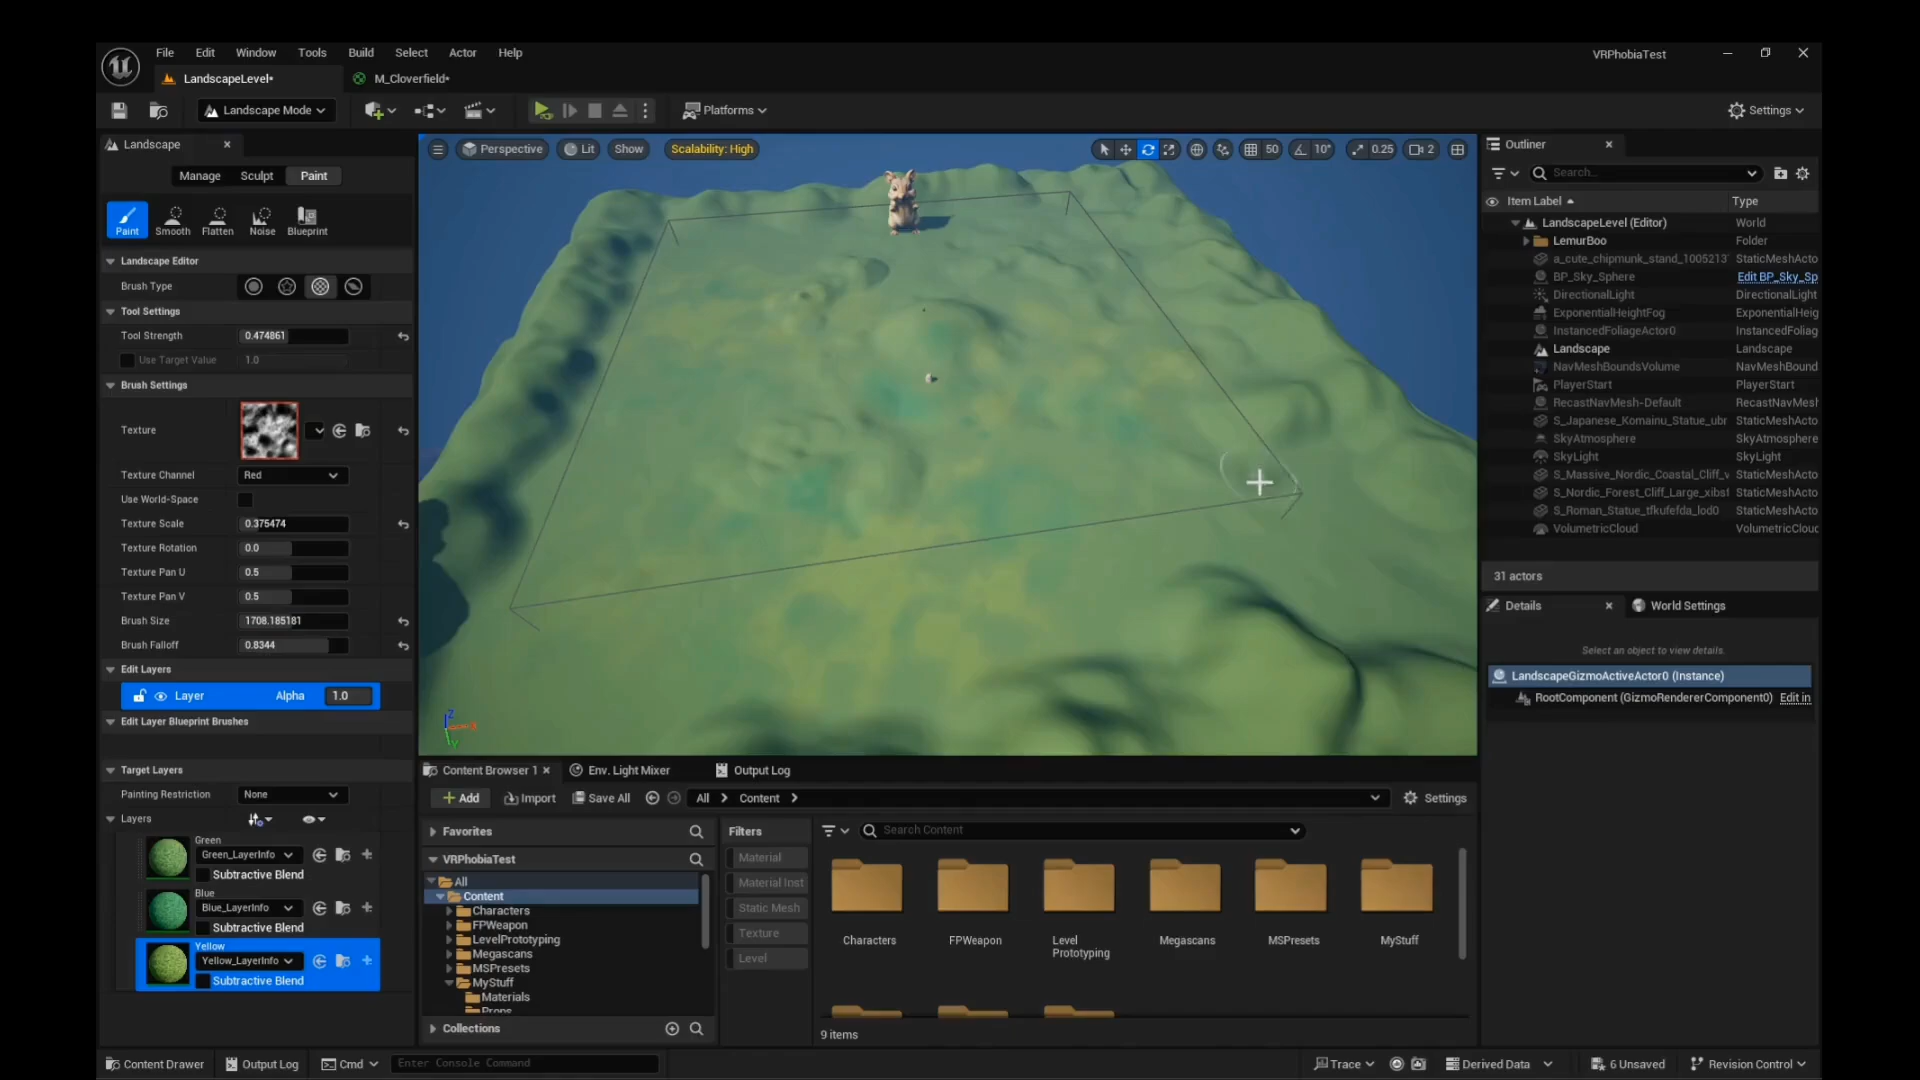 File Edit Window Tools Build Select Actor Help
VRPhobiaTest
LandscapeLevel*
M_Cloverfield*
Landscape Mode
Platforms
Settings
Landscape
Manage Sculpt Paint
Paint Smooth Flatten Noise Blueprint
Landscape Editor
Brush Type
Tool Settings
Tool Strength 0.474861
Use Target Value 1.0
Brush Settings
Texture
Texture Channel Red
Use World-Space
Texture Scale 0.375474
Texture Rotation 0.0
Texture Pan U 0.5
Texture Pan V 0.5
Brush Size 1708.185181
Brush Falloff 0.8344
Edit Layers
Layer Alpha 1.0
Edit Layer Blueprint Brushes
Target Layers
Painting Restriction None
Layers
Green
Green_LayerInfo
Subtractive Blend
Blue
Blue_LayerInfo
Subtractive Blend
Yellow
Yellow_LayerInfo
Subtractive Blend
Perspective Lit Show Scalability: High
50 10° 0.25 2
Z
Y
Outliner
Search...
Item Label Type
LandscapeLevel (Editor) World
LemurBoo Folder
a_cute_chipmunk_stand_1005213 StaticMeshActo
BP_Sky_Sphere Edit BP_Sky_Sp
DirectionalLight DirectionalLight
ExponentialHeightFog ExponentialHeig
InstancedFoliageActor0 InstancedFoliag
Landscape Landscape
NavMeshBoundsVolume NavMeshBound
PlayerStart PlayerStart
RecastNavMesh-Default RecastNavMesh
S_Japanese_Komainu_Statue_ubr StaticMeshActo
SkyAtmosphere SkyAtmosphere
SkyLight SkyLight
S_Massive_Nordic_Coastal_Cliff_v StaticMeshActo
S_Nordic_Forest_Cliff_Large_xibsf StaticMeshActo
S_Roman_Statue_tfkufefda_lod0 StaticMeshActo
VolumetricCloud VolumetricClou
31 actors
Details
World Settings
Select an object to view details.
LandscapeGizmoActiveActor0 (Instance)
RootComponent (GizmoRendererComponent0) Edit in
Content Browser 1
Env. Light Mixer
Output Log
Add Import Save All All Content
Settings
Favorites
VRPhobiaTest
All
Content
Characters
FPWeapon
LevelPrototyping
Megascans
MSPresets
MyStuff
Materials
Props
Collections
Filters
Material
Material Inst
Static Mesh
Texture
Level
Search Content
Characters
FPWeapon
Level
Prototyping
Megascans
MSPresets
MyStuff
9 items
Content Drawer Output Log Cmd Enter Console Command
Trace Derived Data 6 Unsaved Revision Control